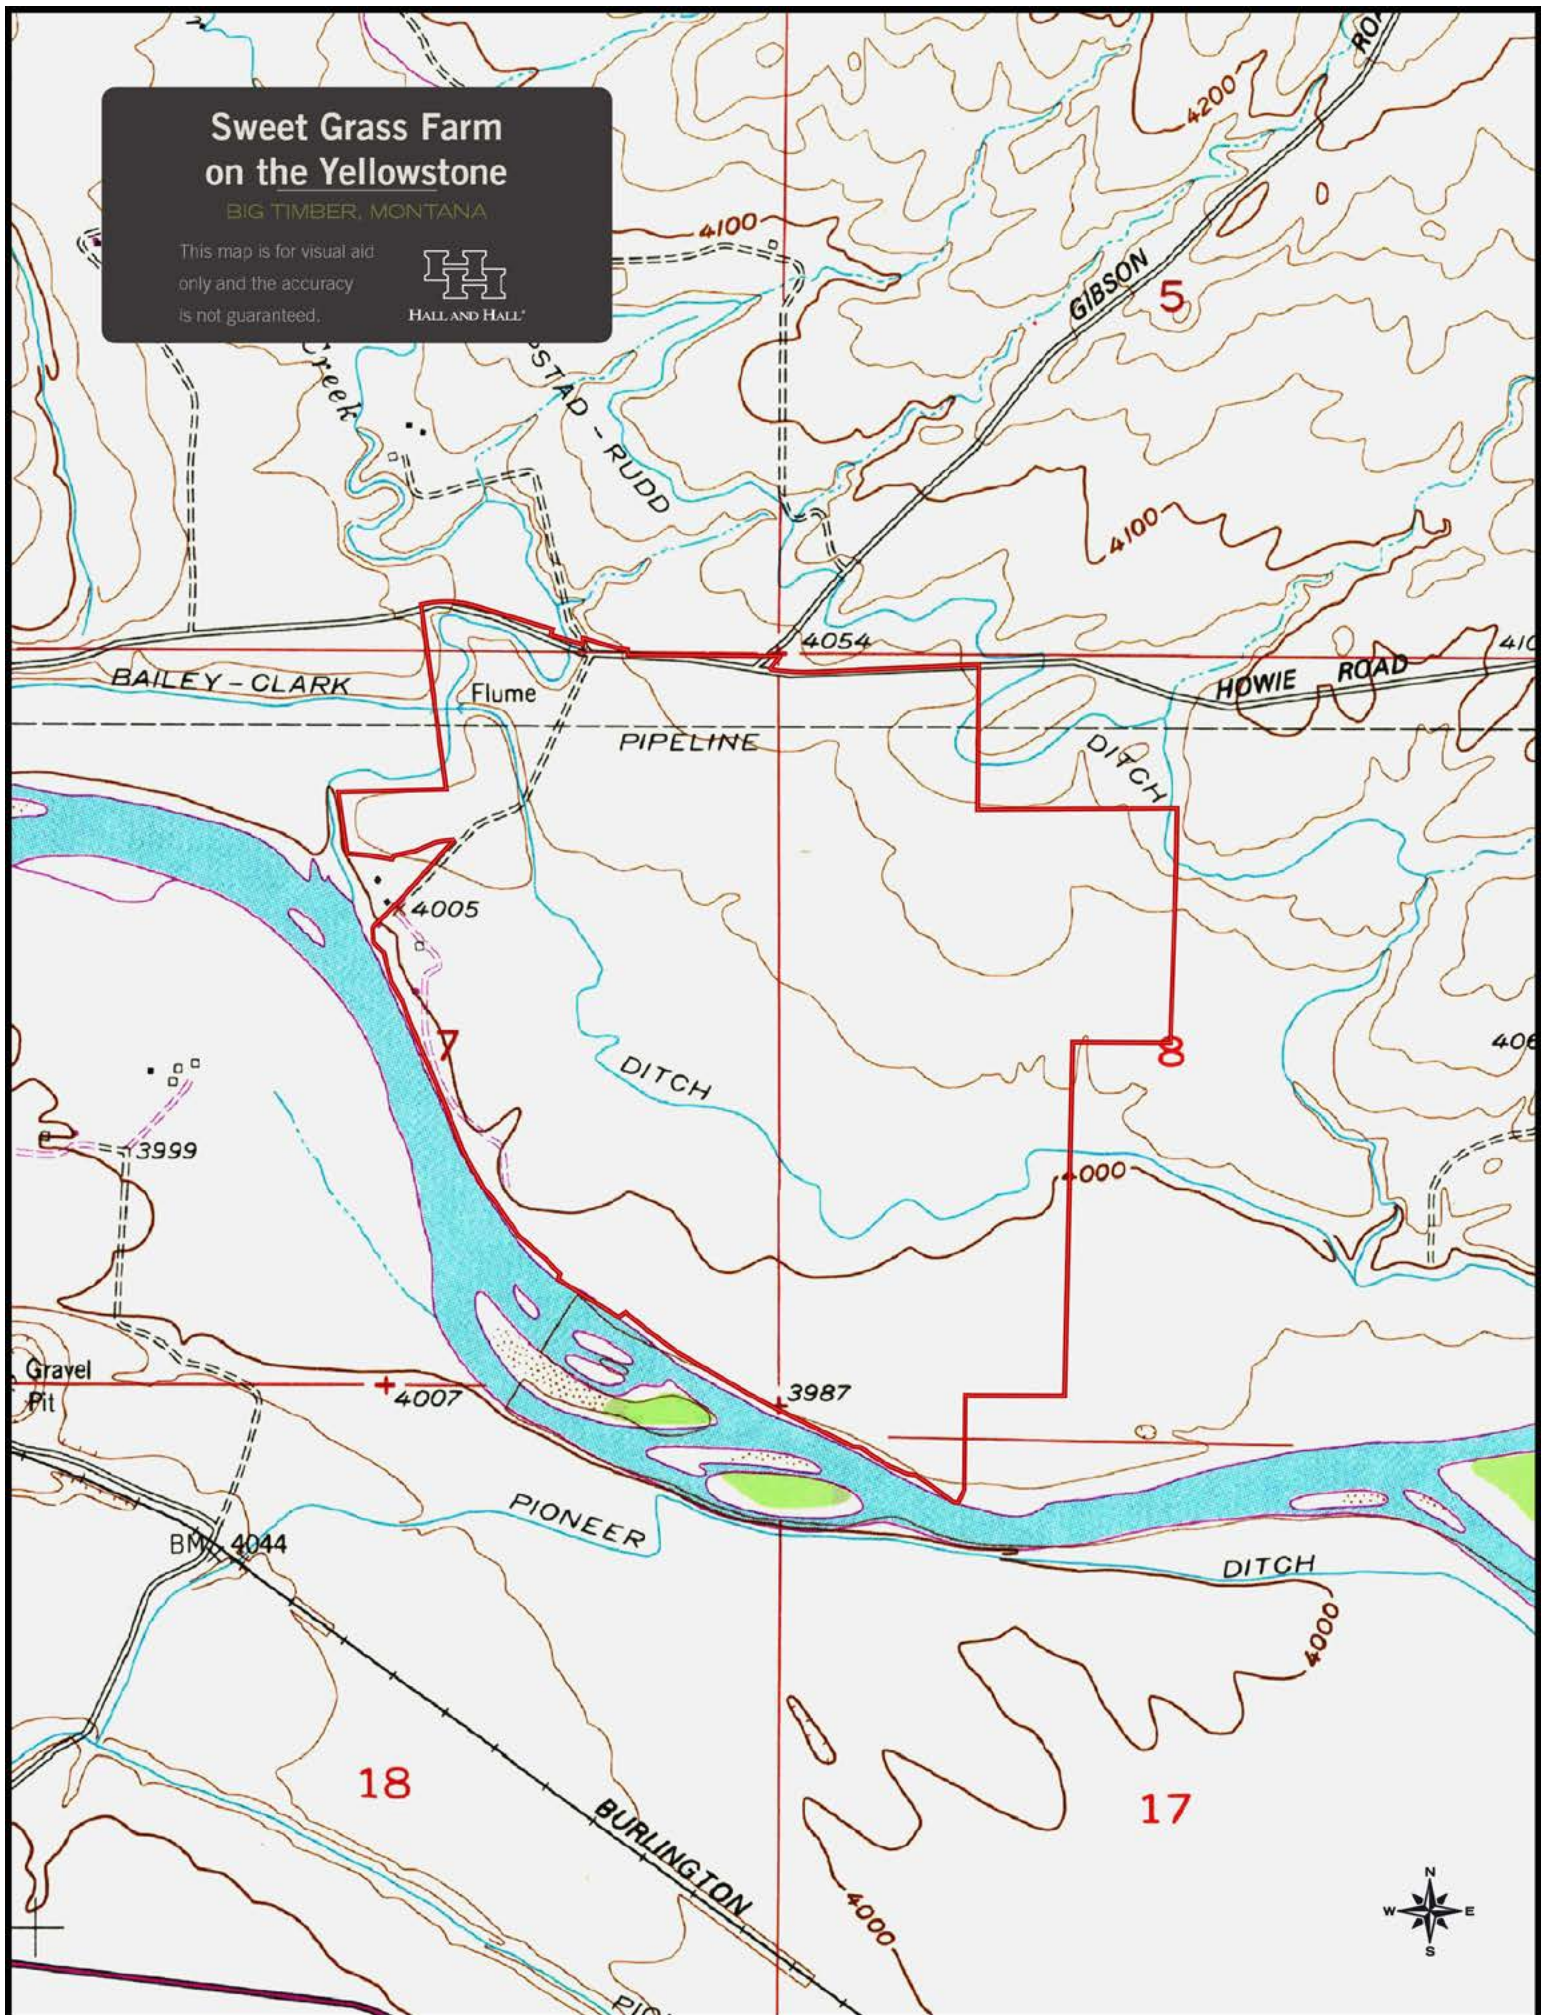 Sweet Grass Farm
on the Yellowstone
BIG TIMBER, MONTANA
This map is for visual aid
only and the accuracy
is not guaranteed.
HALL AND HALL
4200
4100
GIBSON
5
Creek
RUDD
4100
4054
410
BAILEY-CLARK
Flume
HOWIE ROAD
PIPELINE
DITCH
4005
7
8
406
DITCH
3999
4000
Gravel
Pit
4007
3987
PIONEER
BM 4044
DITCH
4000
18
17
BURLINGTON
4000
N
W E
S